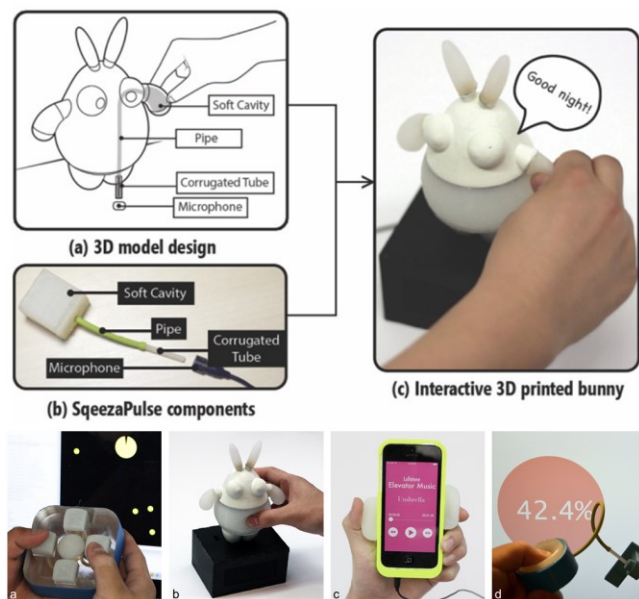 Soft Cavity
Pipe
Corrugated Tube
Microphone
(a) 3D model design
Soft Cavity
Pipe
Corrugated
Tube
Microphone
(b) SqeezaPulse components
Good night!
(c) Interactive 3D printed bunny
a
b
c
Elevator Music
Umbrella
d
42.4%